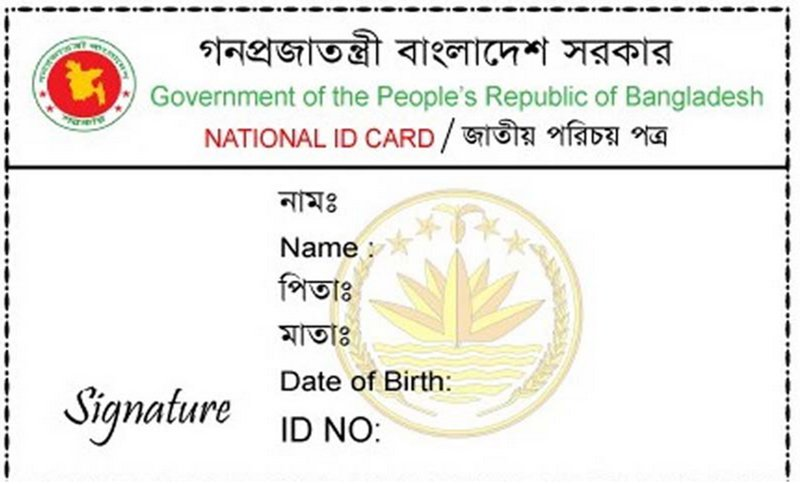 গনপ্রজাতন্ত্রী বাংলাদেশ সরকার
Government of the People's Republic of Bangladesh
NATIONAL ID CARD / জাতীয় পরিচয় পত্র
নামঃ
Name :
পিতাঃ
মাতাঃ
Date of Birth:
Signature
ID NO: